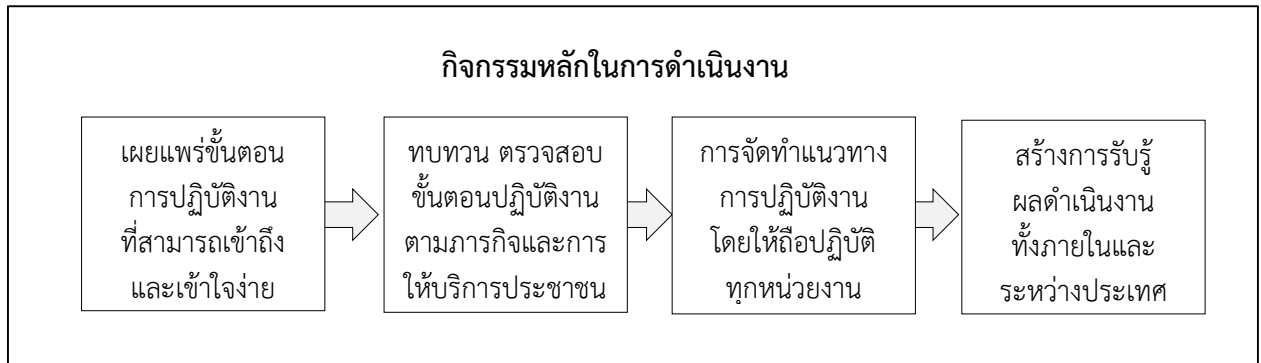 กิจกรรมหลักในการดำเนินงาน
เผยแพร่ขั้นตอน
การปฏิบัติงาน
ที่สามารถเข้าถึง
และเข้าใจง่าย
ทบทวน ตรวจสอบ
ขั้นตอนปฏิบัติงาน
ตามภารกิจและการ
ให้บริการประชาชน
การจัดทำแนวทาง
การปฏิบัติงาน
โดยให้ถือปฏิบัติ
ทุกหน่วยงาน
สร้างการรับรู้
ผลดำเนินงาน
ทั้งภายในและ
ระหว่างประเทศ